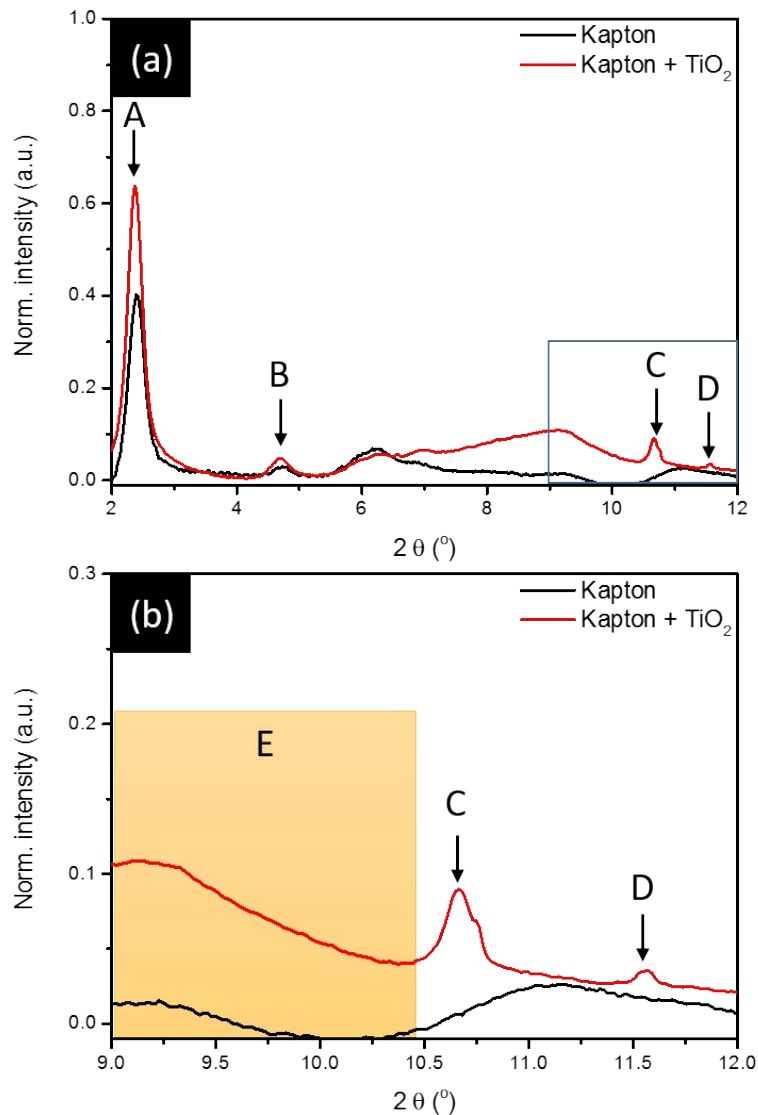 (a)
Kapton
Kapton + TiO₂
A
B
C
D
1.0
0.8
0.6
0.4
0.2
0.0
Norm. intensity (a.u.)
2 4 6 8 10 12
2 θ (°)
(b)
Kapton
Kapton + TiO₂
E
C
D
0.3
0.2
0.1
0.0
Norm. intensity (a.u.)
9.0 9.5 10.0 10.5 11.0 11.5 12.0
2 θ (°)